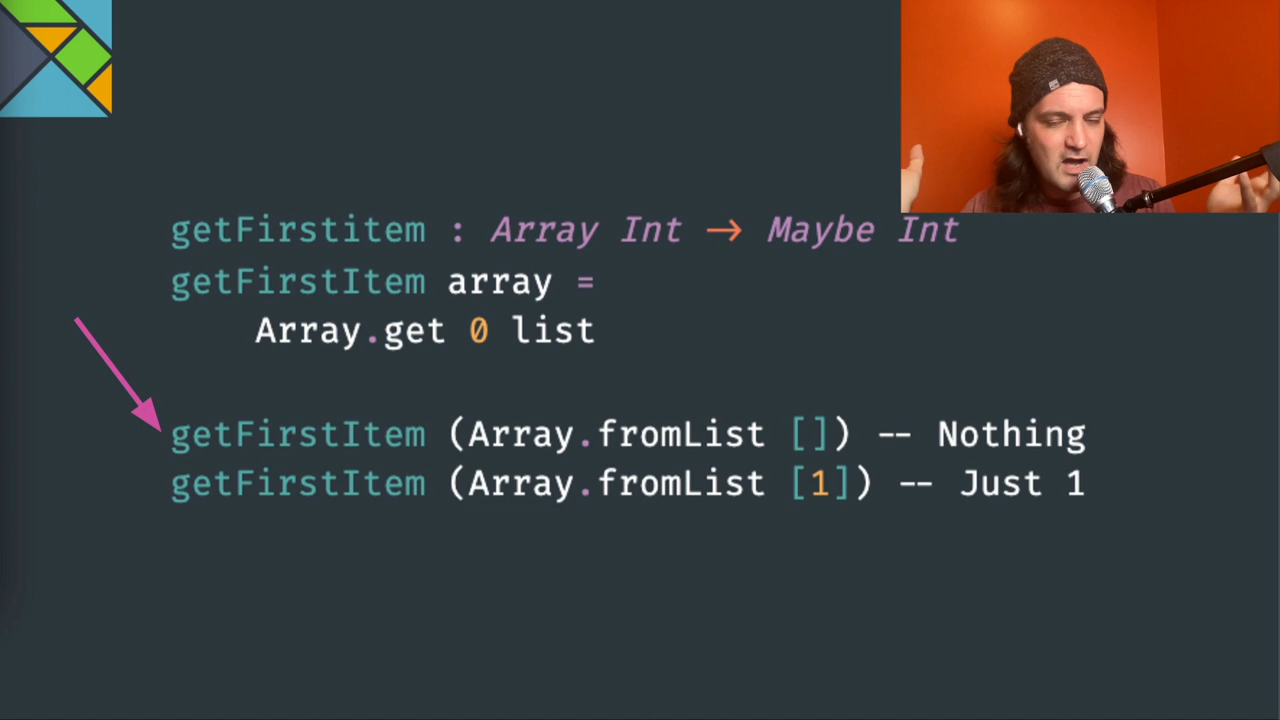 getFirstitem : Array Int → Maybe Int
getFirstItem array =
Array.get 0 list
getFirstItem (Array.fromList []) -- Nothing
getFirstItem (Array.fromList [1]) -- Just 1